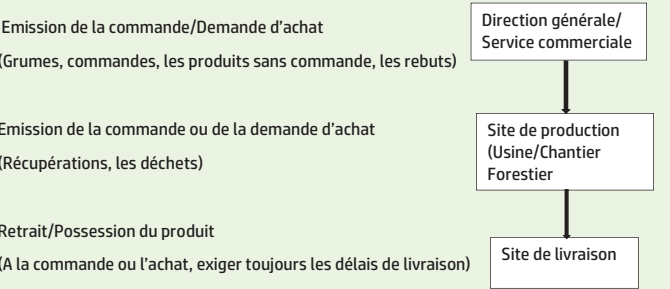 Emission de la commande/Demande d'achat
(Grumes, commandes, les produits sans commande, les rebuts)
Direction générale/
Service commerciale
Emission de la commande ou de la demande d'achat
(Récupérations, les déchets)
Site de production
(Usine/Chantier
Forestier
Retrait/Possession du produit
(A la commande ou l'achat, exiger toujours les délais de livraison)
Site de livraison